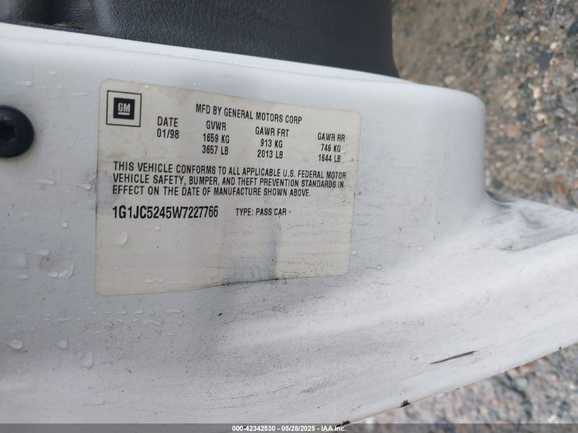 GM
MFD BY GENERAL MOTORS CORP
DATE GVWR GAWR FRT GAWR RR
01/98 1659 KG 913 KG 746 KG
3657 LB 2013 LB 1644 LB
THIS VEHICLE CONFORMS TO ALL APPLICABLE U.S. FEDERAL MOTOR
VEHICLE SAFETY, BUMPER, AND THEFT PREVENTION STANDARDS IN
EFFECT ON THE DATE OF MANUFACTURE SHOWN ABOVE.
1G1JC5245W7227766 TYPE: PASS CAR
000-42342530 05/28/2025 IAA Inc.